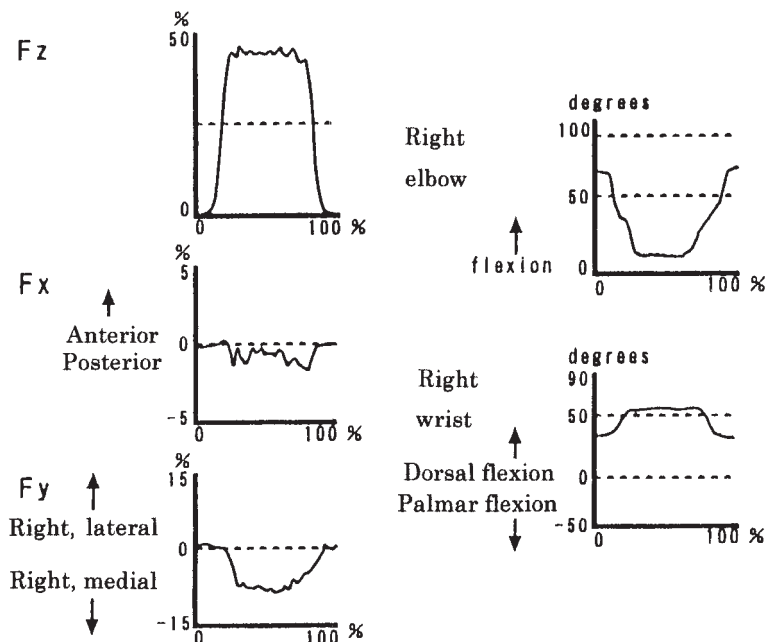 Fz
%
50
0
0
100 %
Fx
Anterior
Posterior
%
5
0
-5
0
100 %
Fy
Right, lateral
Right, medial
%
15
0
-15
0
100 %
Right
elbow
flexion
degrees
100
50
0
0
100 %
Right
wrist
Dorsal flexion
Palmar flexion
degrees
90
50
0
-50
0
100 %